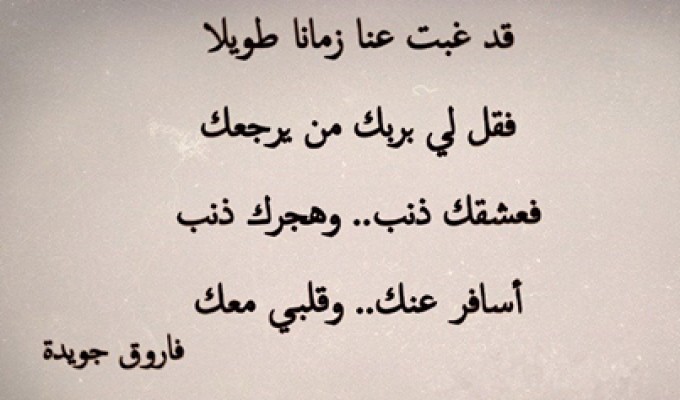 قد غبت عنا زمانا طويلا
فقل لي بربك من يرجعك
فعشقك ذنب.. وهجرك ذنب
أسافر عنك.. وقلبي معك
فاروق جويدة